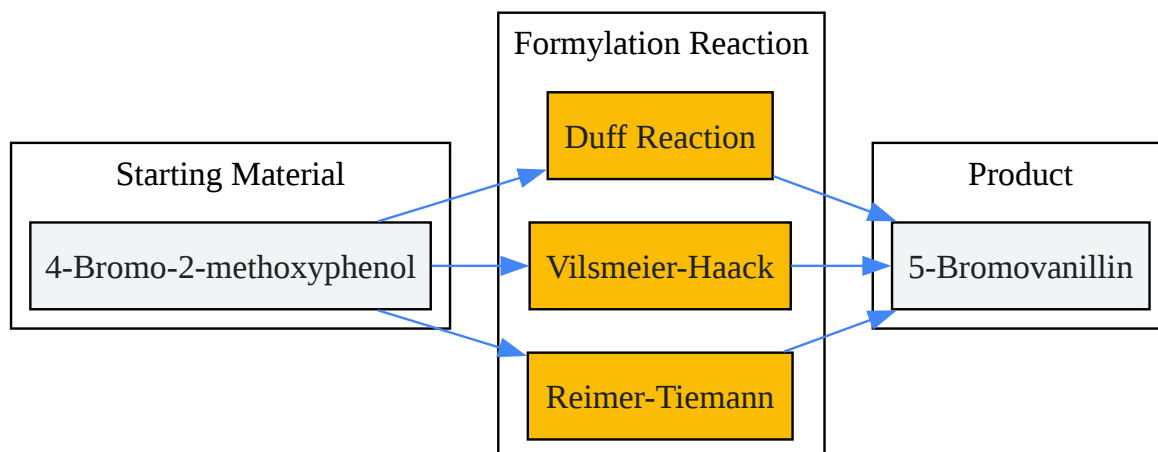 Formylation Reaction
Duff Reaction
Starting Material
Product
4-Bromo-2-methoxyphenol
Vilsmeier-Haack
5-Bromovanillin
Reimer-Tiemann